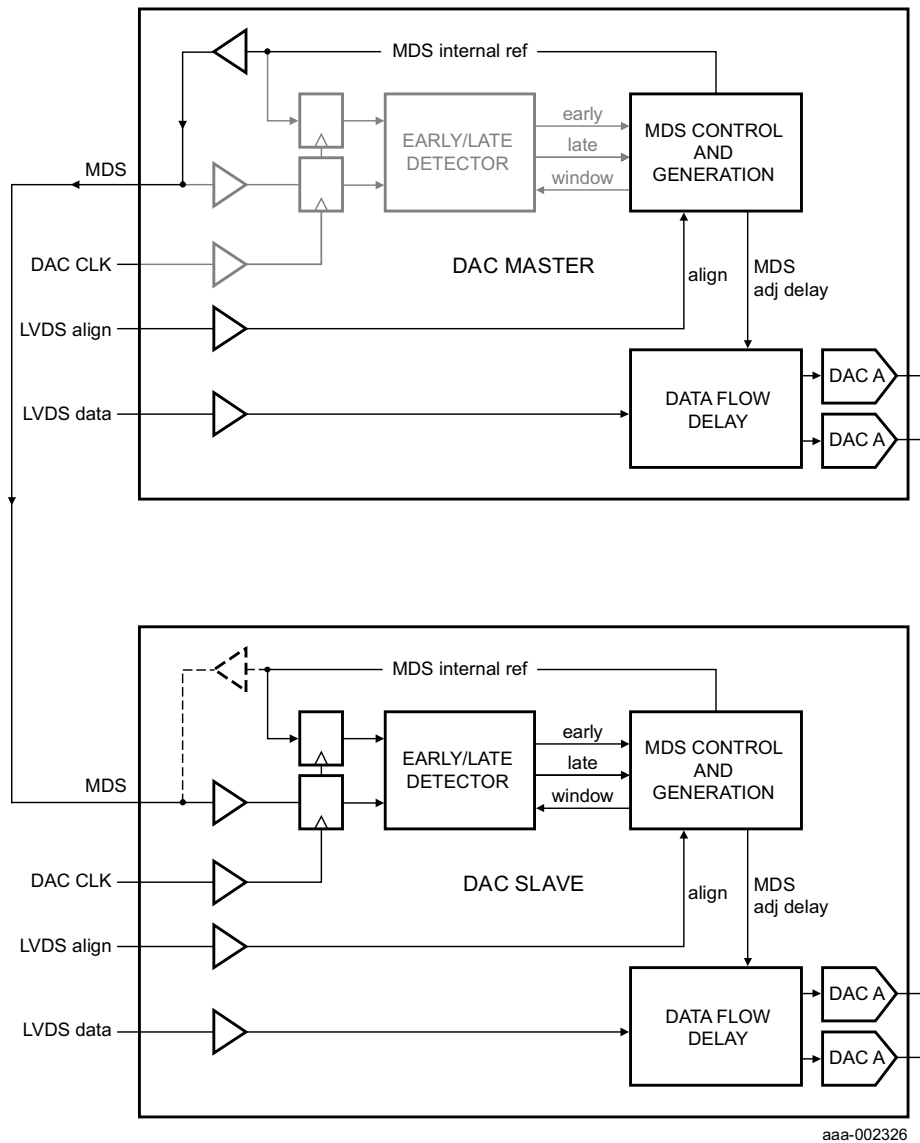 MDS internal ref
MDS
EARLY/LATE
DETECTOR
early
late
window
MDS CONTROL
AND
GENERATION
DAC CLK
DAC MASTER
align
MDS
adj delay
LVDS align
LVDS data
DATA FLOW
DELAY
DAC A
DAC A
MDS internal ref
MDS
EARLY/LATE
DETECTOR
early
late
window
MDS CONTROL
AND
GENERATION
DAC CLK
DAC SLAVE
align
MDS
adj delay
LVDS align
LVDS data
DATA FLOW
DELAY
DAC A
DAC A
aaa-002326